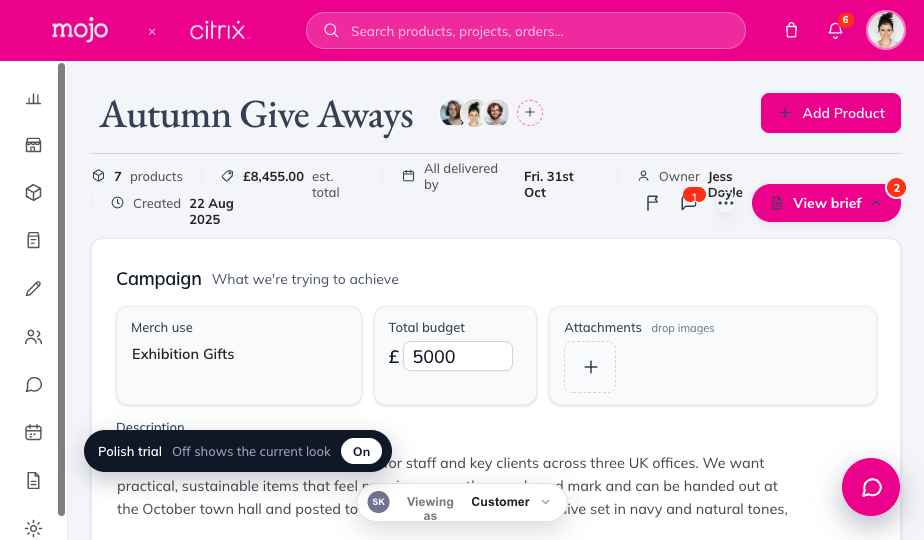 mojo × citrix Search products, projects, orders... 6
Autumn Give Aways + Add Product
7 products £8,455.00 est. total All delivered by Fri. 31st Oct Owner Jess Doyle
Created 22 Aug 2025 1 View brief 2
Campaign What we're trying to achieve
Merch use Total budget Attachments drop images
Exhibition Gifts £ 5000 +
Description
Polish trial Off shows the current look On
for staff and key clients across three UK offices. We want
practical, sustainable items that feel mark and can be handed out at
the October town hall and posted to set in navy and natural tones,
SK Viewing as Customer